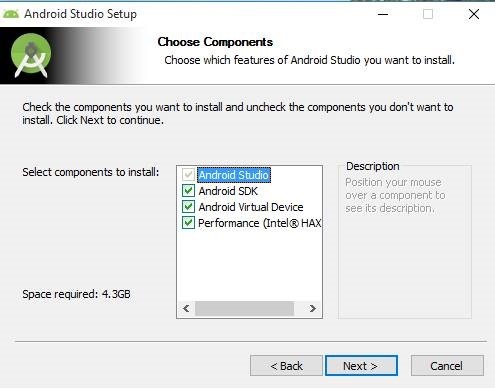 Android Studio Setup
Choose Components
Choose which features of Android Studio you want to install.
Check the components you want to install and uncheck the components you don't want to
install. Click Next to continue.
Select components to install:
Android Studio
Android SDK
Android Virtual Device
Performance (Intel® HAX
Description
Position your mouse
over a component to
see its description.
Space required: 4.3GB
< Back
Next >
Cancel